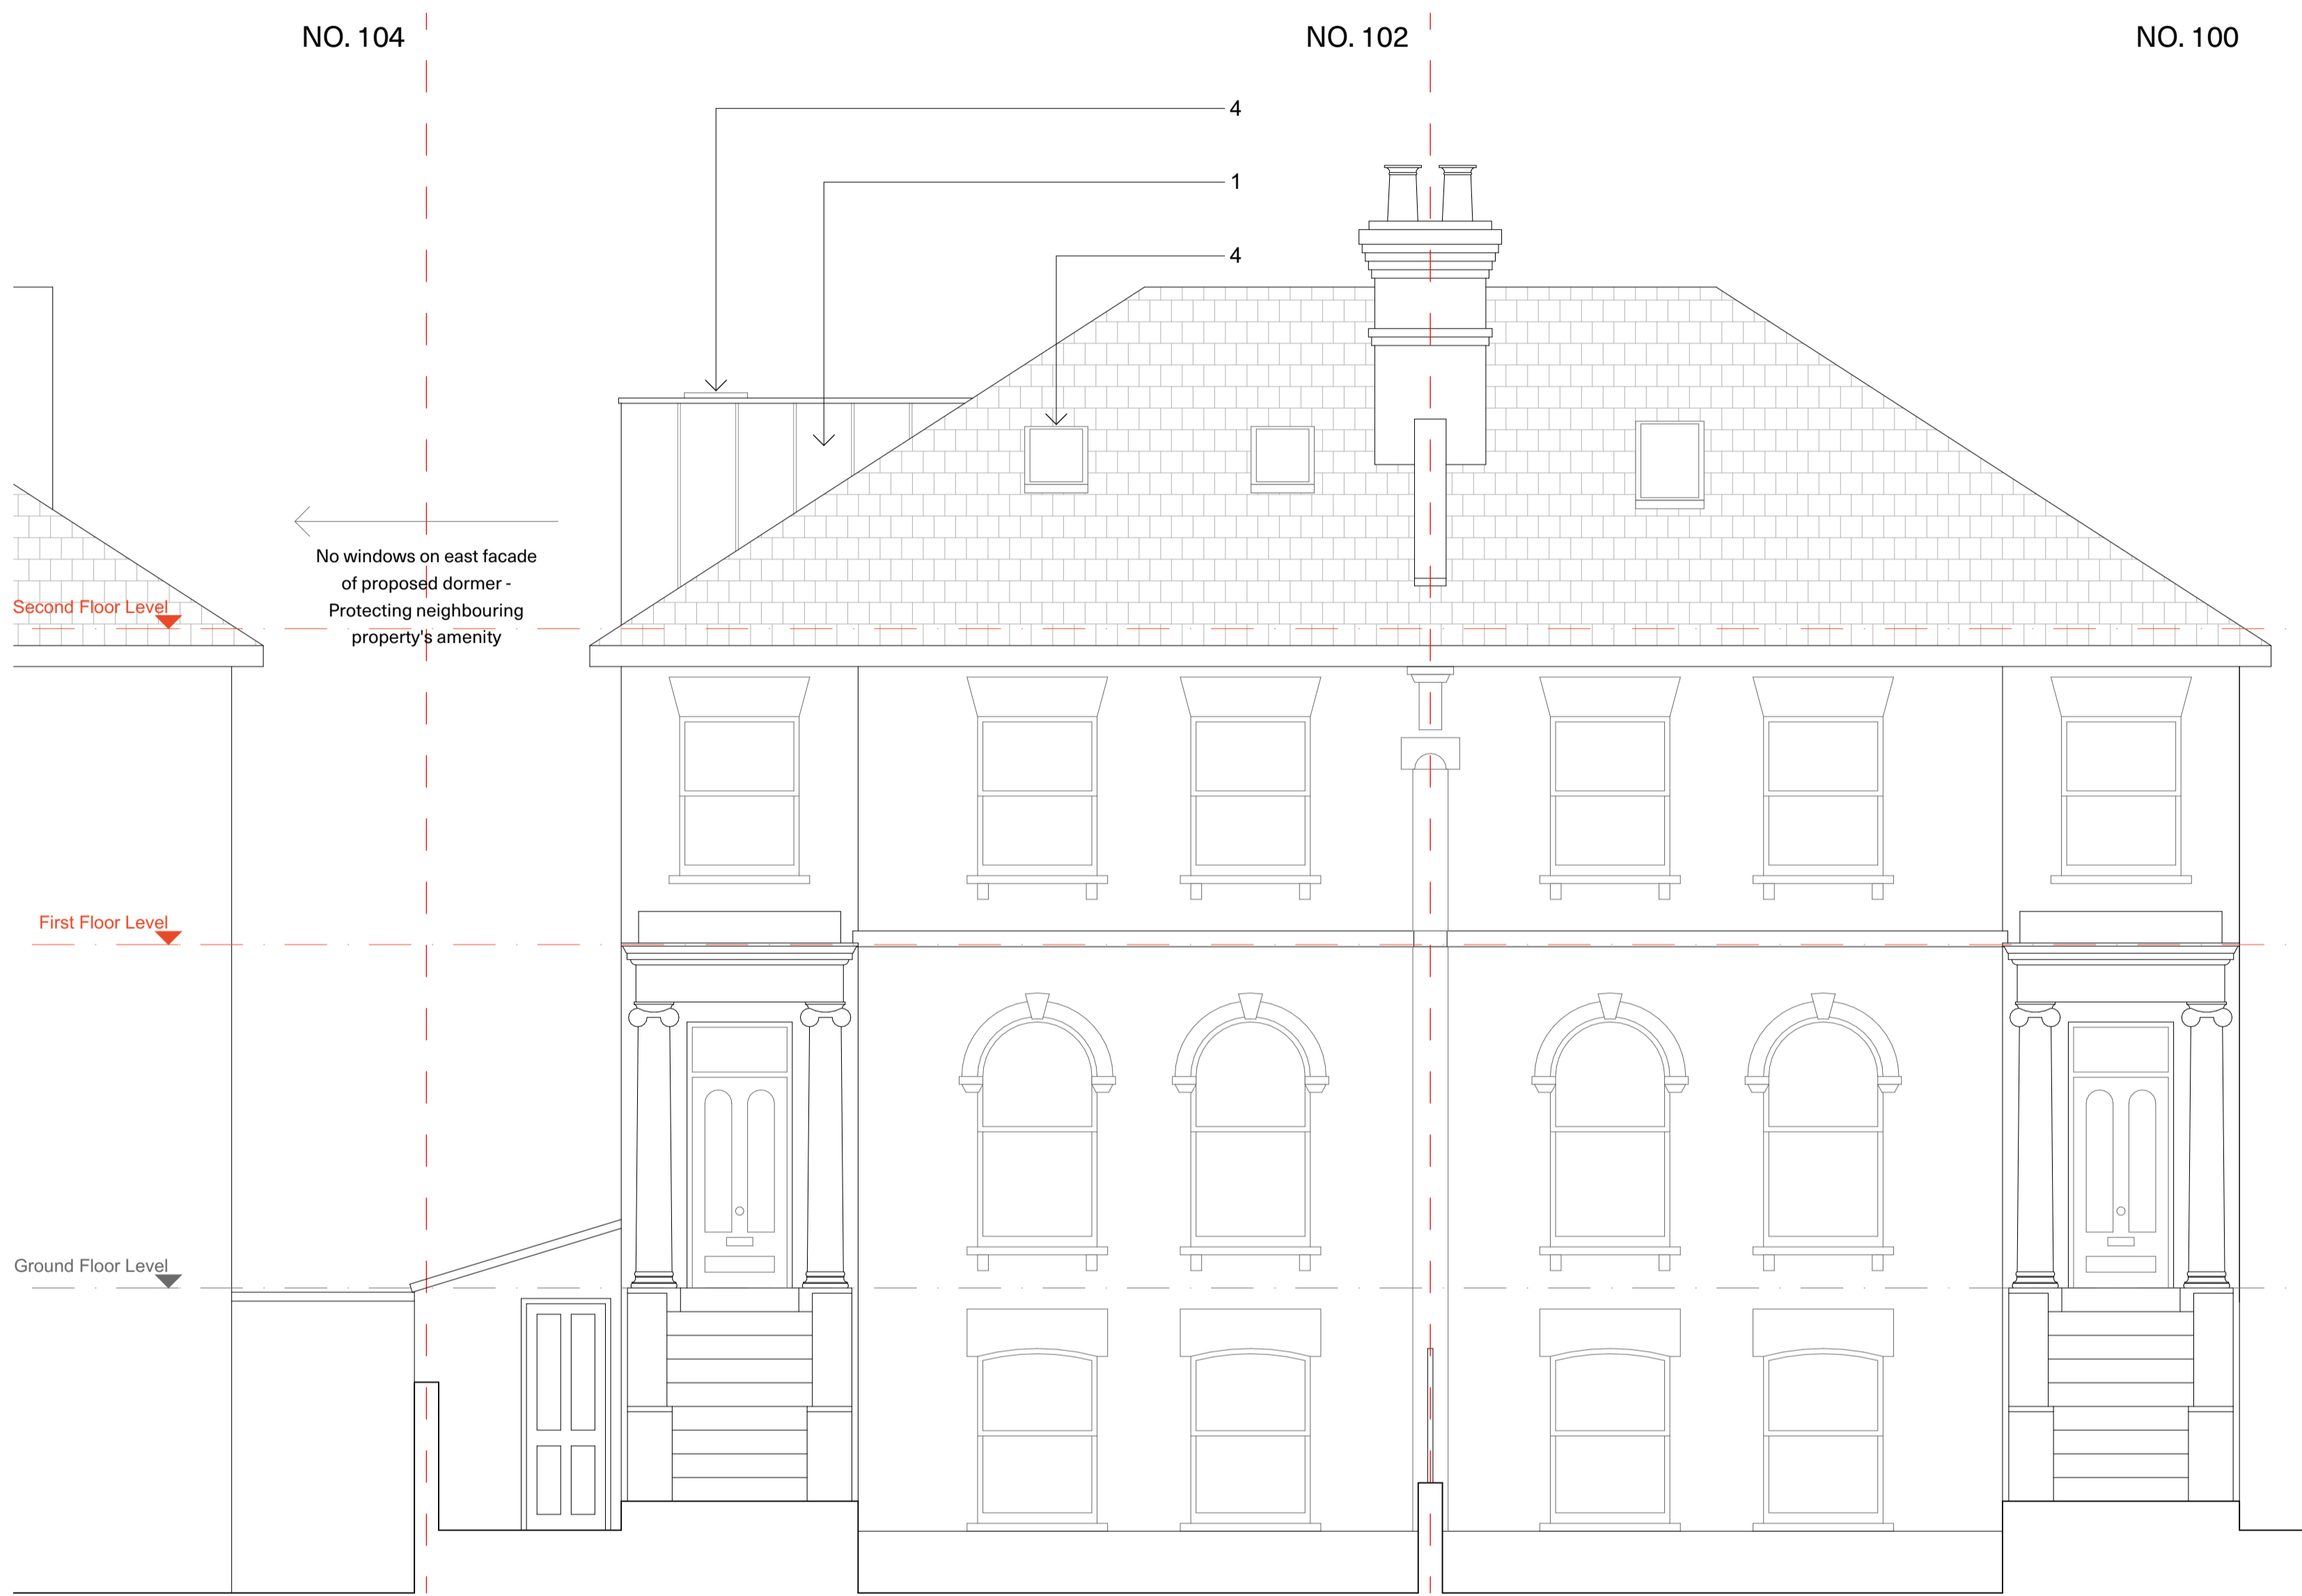 NO. 104
NO. 102
NO. 100
4
1
4
No windows on east facade
of proposed dormer -
Protecting neighbouring
property's amenity
Second Floor Level
First Floor Level
Ground Floor Level